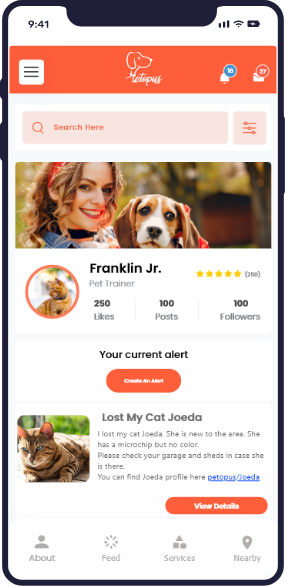 9:41
Petopus
16
27
Search Here
Franklin Jr.
Pet Trainer
(250)
250
100
100
Likes
Posts
Followers
Your current alert
Create An Alert
Lost My Cat Joeda
I lost my cat Joeda. She is new to the area. She
has a microchip but no color.
Please check your garage and sheds in case she
is there.
You can find Joeda profile here petopus/Joeda
View Details
About
Feed
Services
Nearby